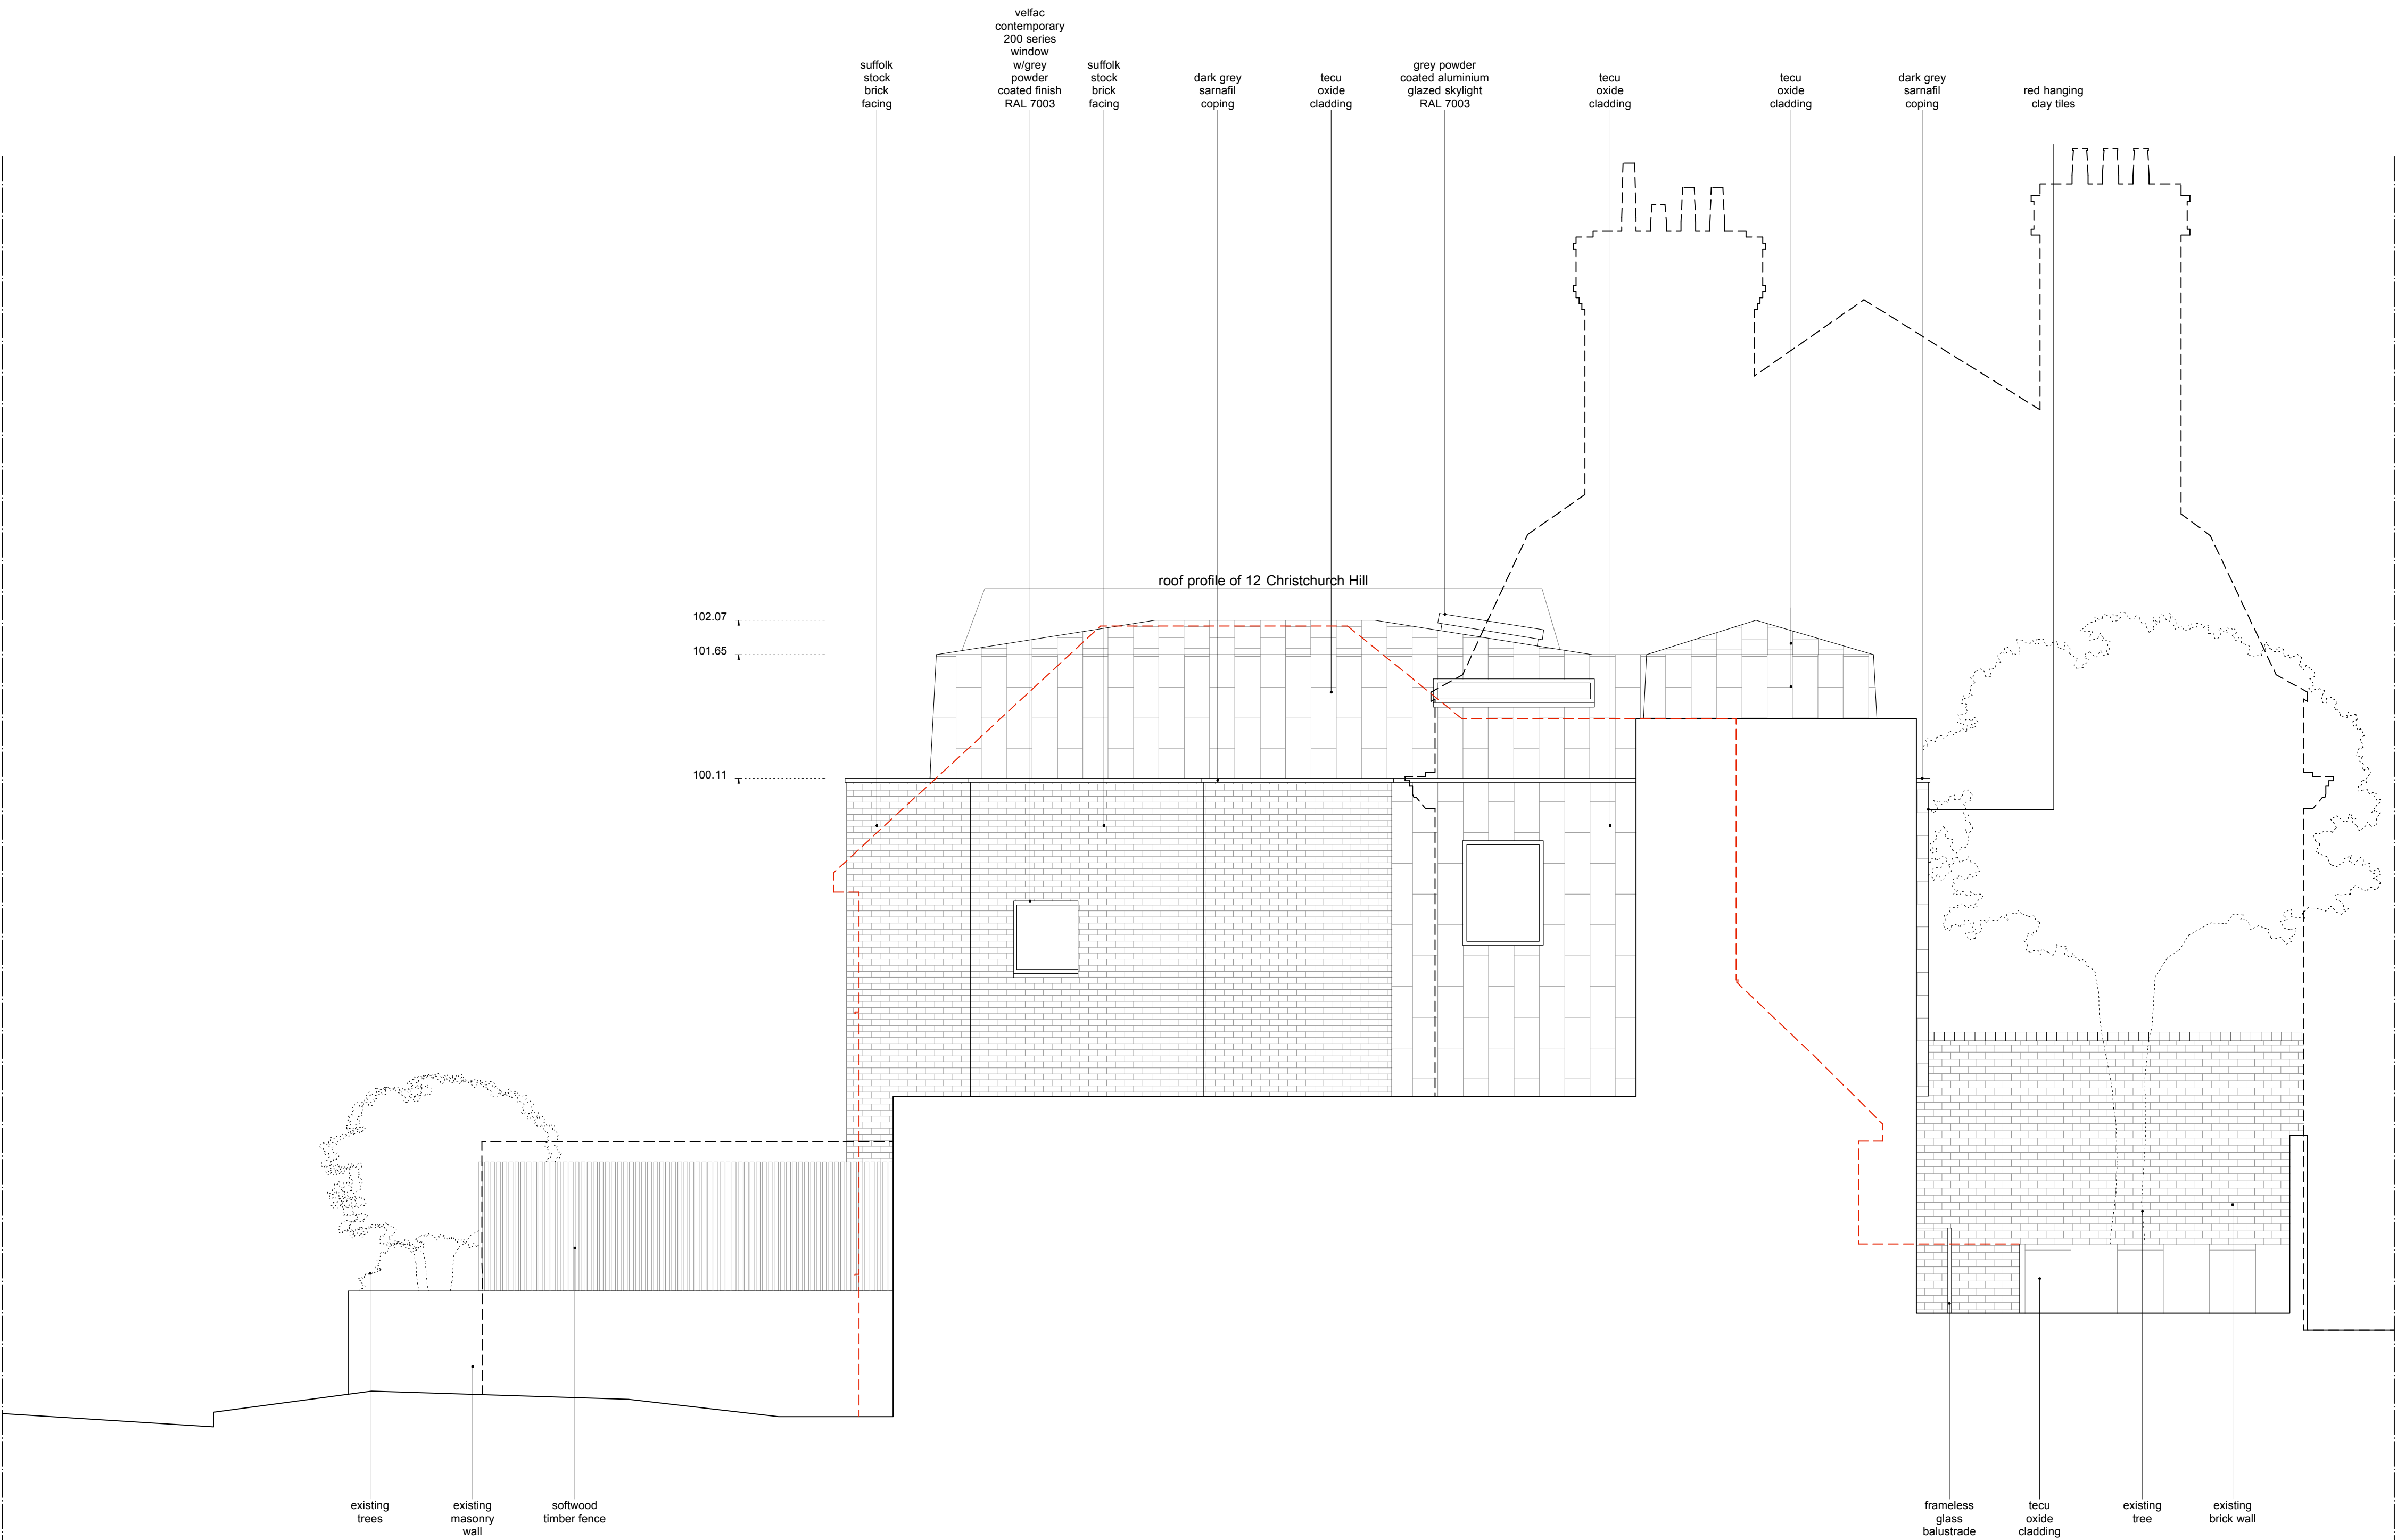 velfac
contemporary
200 series
window
w/grey
powder
coated finish
RAL 7003
suffolk
stock
brick
facing
suffolk
stock
brick
facing
dark grey
sarnafil
coping
tecu
oxide
cladding
grey powder
coated aluminium
glazed skylight
RAL 7003
tecu
oxide
cladding
tecu
oxide
cladding
dark grey
sarnafil
coping
red hanging
clay tiles
roof profile of 12 Christchurch Hill
102.07
101.65
100.11
existing
trees
existing
masonry
wall
softwood
timber fence
frameless
glass
balustrade
tecu
oxide
cladding
existing
tree
existing
brick wall